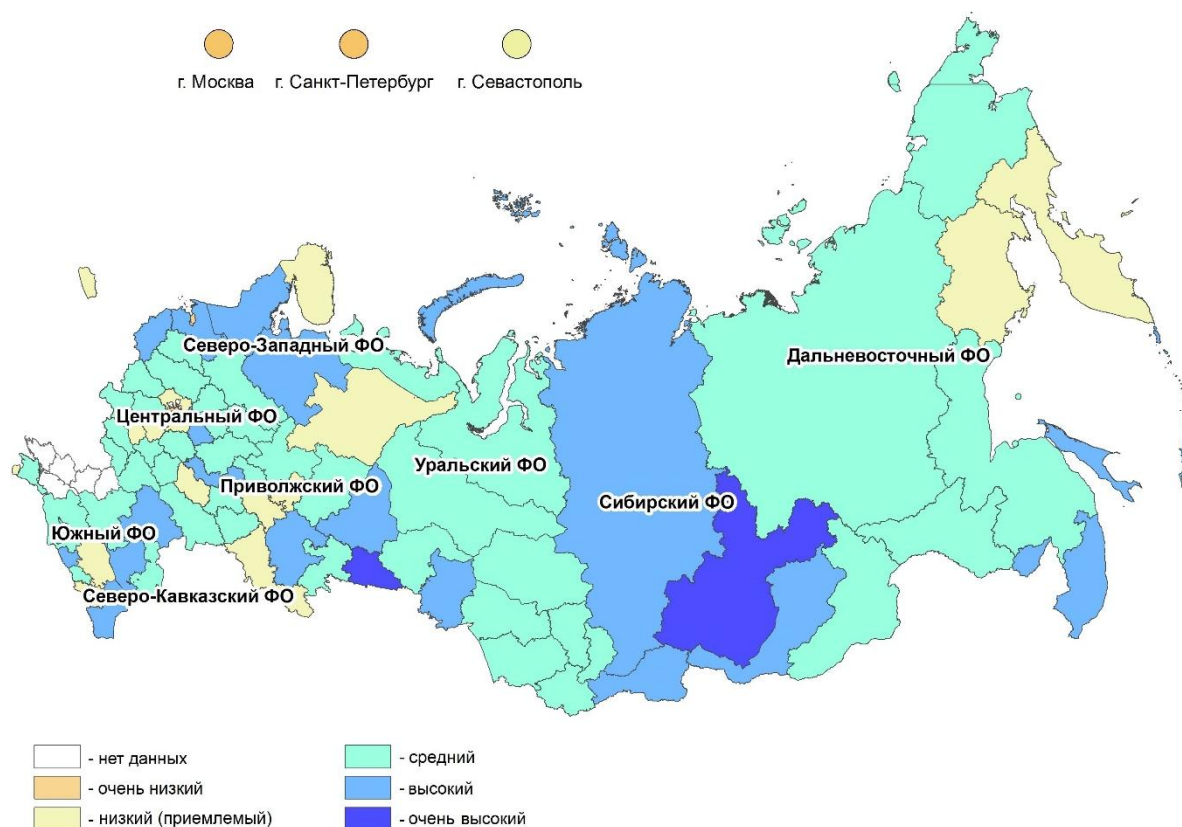 г. Москва г. Санкт-Петербург г. Севастополь
Северо-Западный ФО
Дальневосточный ФО
Центральный ФО
Уральский ФО
Приволжский ФО
Сибирский ФО
Южный ФО
Северо-Кавказский ФО
- нет данных
- очень низкий
- низкий (приемлемый)
- средний
- высокий
- очень высокий